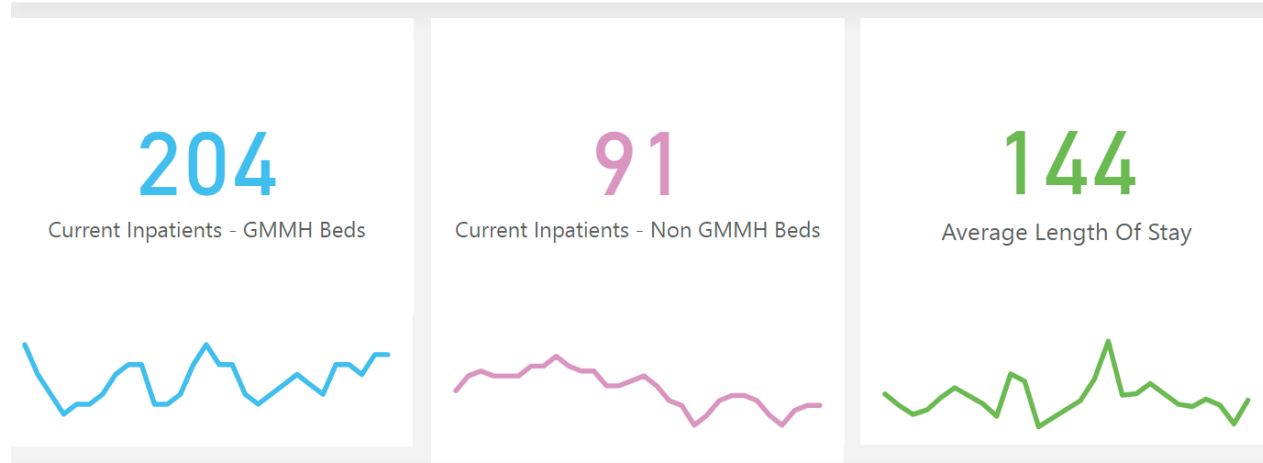 204
Current Inpatients - GMMH Beds
91
Current Inpatients - Non GMMH Beds
144
Average Length Of Stay